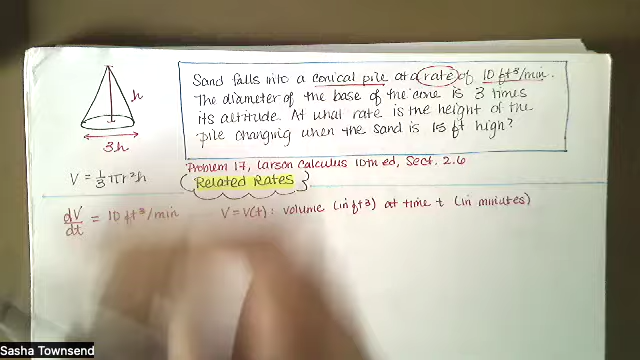 Sand falls into a conical pile at a rate of 10 ft³/min.
The diameter of the base of the cone is 3 times
its altitude. At what rate is the height of the
pile changing when the sand is 15 ft high?
h
3h
V = 1/3 πr²h
Problem 17, Larson Calculus 10th ed, Sect. 2.6
Related Rates
dV/dt = 10 ft³/min
V = V(t): volume (in ft3) at time t (in minutes)
Sasha Townsend